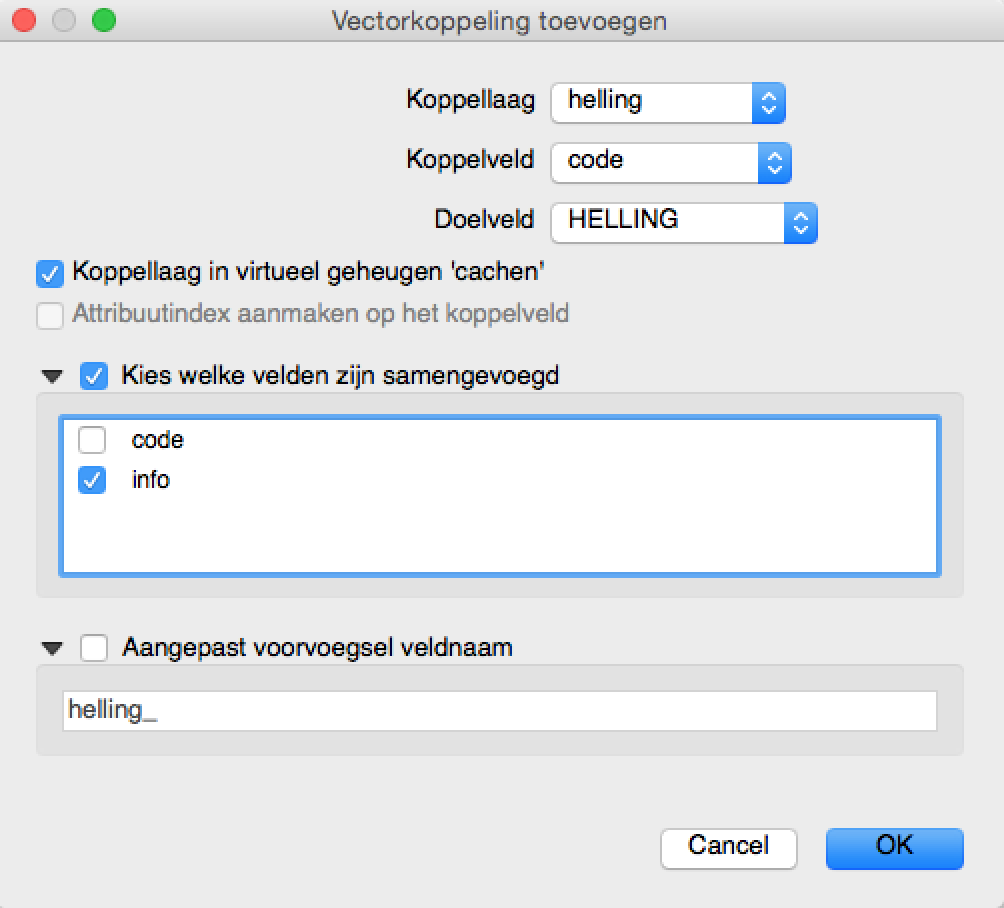 Vectorkoppeling toevoegen
Koppellaag helling
Koppelveld code
Doelveld HELLING
Koppellaag in virtueel geheugen 'cachen'
Attribuutindex aanmaken op het koppelveld
Kies welke velden zijn samengevoegd
code
info
Aangepast voorvoegsel veldnaam
helling_
Cancel OK